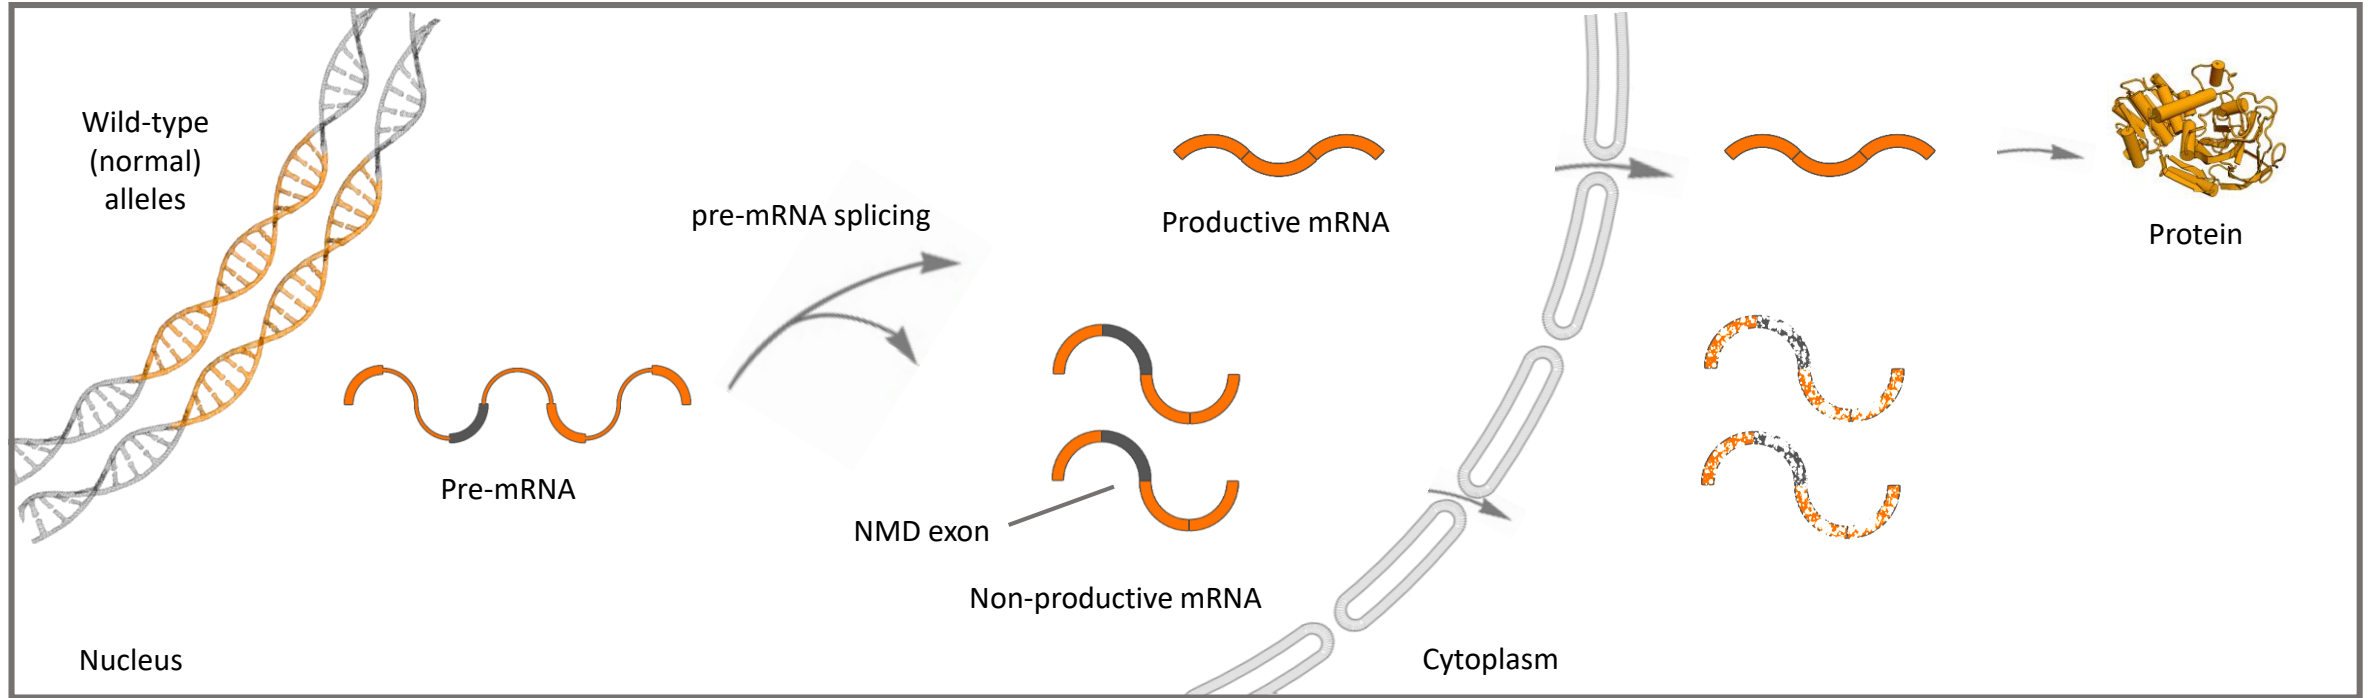 Wild-type
(normal)
alleles
pre-mRNA splicing
Productive mRNA
Protein
Pre-mRNA
NMD exon
Non-productive mRNA
Nucleus
Cytoplasm